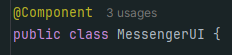 @Component 3 usages
public class MessengerUI {